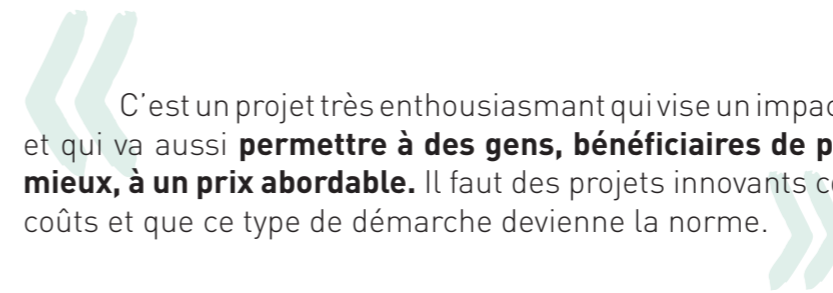 C’est un projet très enthousiasmant qui vise un
et qui va aussi permettre à des gens, bénéficiaires de
mieux, à un prix abordable. Il faut des projets innovants
coûts et que ce type de démarche devienne la norme.